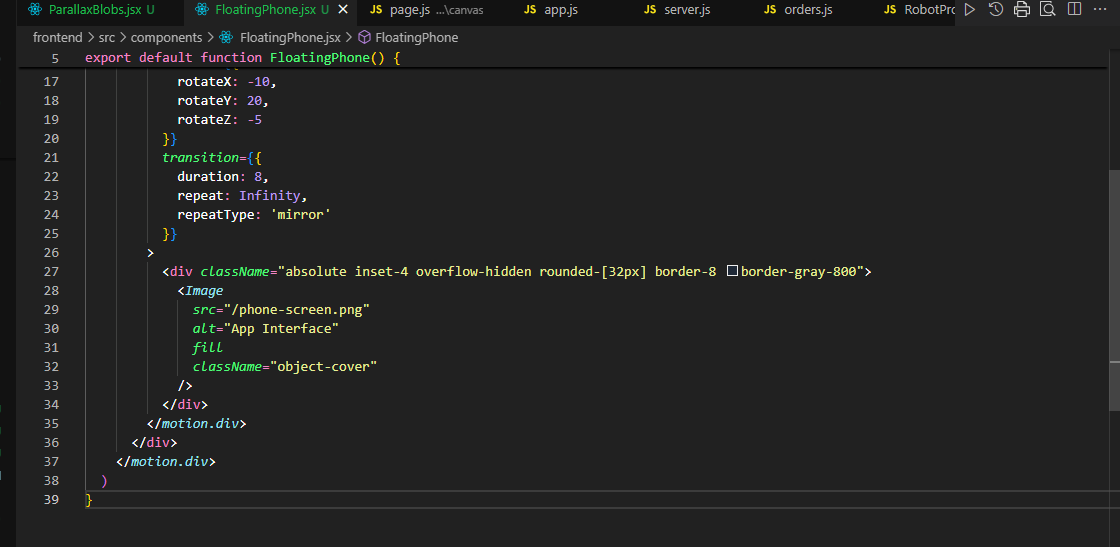 ParallaxBlobs.jsx U
FloatingPhone.jsx U
JS page.js ...\canvas
JS app.js
JS server.js
JS orders.js
JS RobotPro
frontend > src > components > FloatingPhone.jsx > FloatingPhone
5 export default function FloatingPhone() {
17 rotateX: -10,
18 rotateY: 20,
19 rotateZ: -5
20 }}
21 transition={{
22 duration: 8,
23 repeat: Infinity,
24 repeatType: 'mirror'
25 }}
26 >
27 <div className="absolute inset-4 overflow-hidden rounded-[32px] border-8 border-gray-800">
28 <Image
29 src="/phone-screen.png"
30 alt="App Interface"
31 fill
32 className="object-cover"
33 />
34 </div>
35 </motion.div>
36 </div>
37 </motion.div>
38 )
39 }